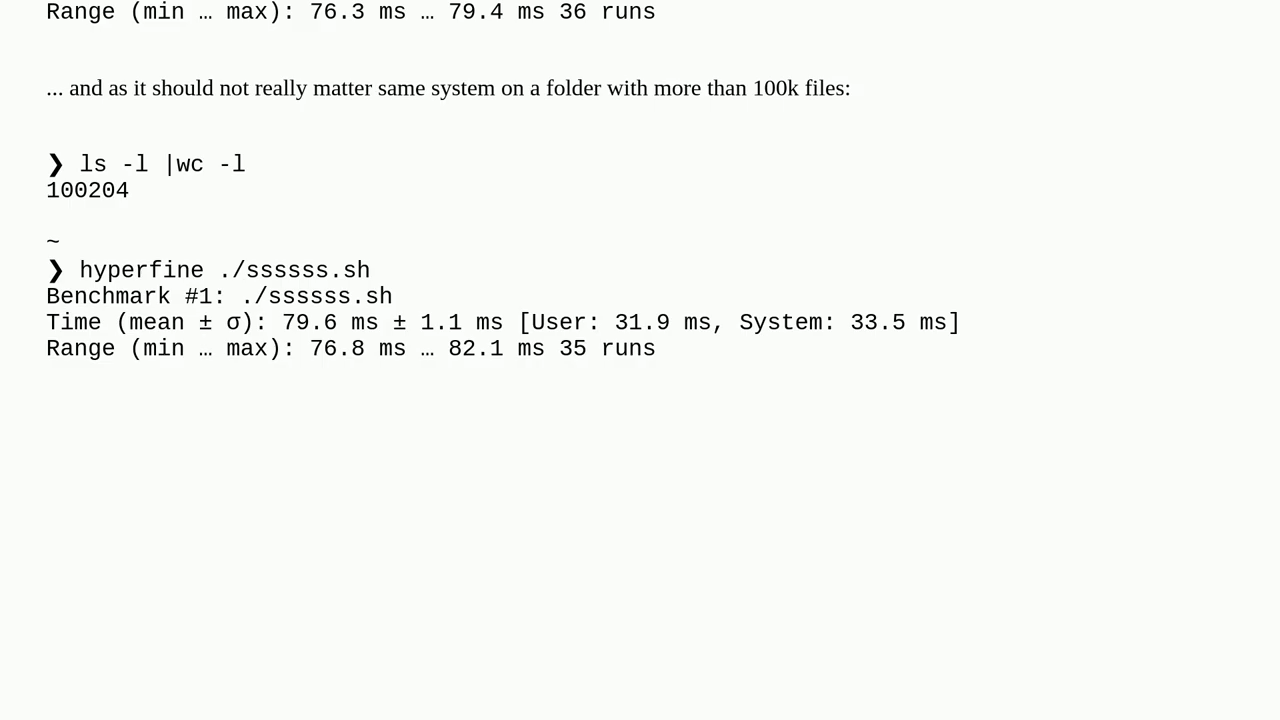 Range (min … max): 76.3 ms … 79.4 ms 36 runs
... and as it should not really matter same system on a folder with more than 100k files:
❯ ls -l |wc -l
100204
~
❯ hyperfine ./ssssss.sh
Benchmark #1: ./ssssss.sh
Time (mean ± σ): 79.6 ms ± 1.1 ms [User: 31.9 ms, System: 33.5 ms]
Range (min … max): 76.8 ms … 82.1 ms 35 runs